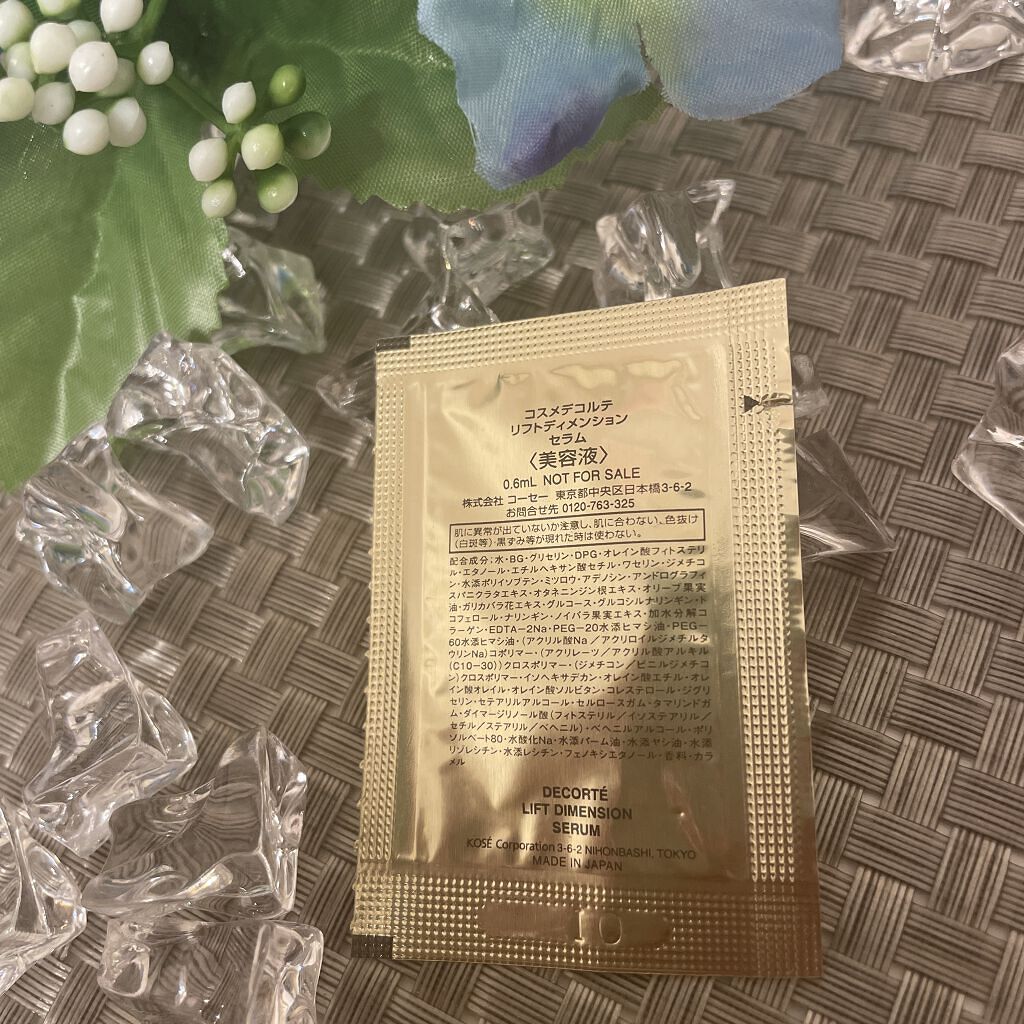 コスメデコルテ
リフトディメンション
セラム
〈美容液〉
0.6mL NOT FOR SALE
株式会社 コーセー 東京都中央区日本橋3-6-2
お問合せ先 0120-763-325
肌に異常が出ていないか注意し、肌に合わない、色抜け
(白斑等)・黒ずみ等が現れた時は使わない。
配合成分;水・BG・グリセリン・DPG・オレイン酸フィトステリ
ル・エタノール・エチルヘキサン酸セチル・ワセリン・ジメチコ
ン・水添ポリイソブテン・ミツロウ・アデノシン・アンドログラフィ
スパニクラタエキス・オタネニンジン根エキス・オリーブ果実
油・ガリカバラ花エキス・グルコース・グルコシルナリンギン・ト
コフェロール・ナリンギン・ノイバラ果実エキス・加水分解コ
ラーゲン・EDTA-2Na・PEG-20水添ヒマシ油・PEG-
60水添ヒマシ油・(アクリル酸Na/アクリロイルジメチルタ
ウリンNa)コポリマー・(アクリレーツ/アクリル酸アルキル
(C10-30))クロスポリマー・(ジメチコン/ビニルジメチコ
ン)クロスポリマー・イソヘキサデカン・オレイン酸エチル・オレ
イン酸オレイル・オレイン酸ソルビタン・コレステロール・ジグリ
セリン・セテアリルアルコール・セルロースガム・タマリンドガ
ム・ダイマージリノール酸(フィトステリル/イソステアリル/
セチル/ステアリル/ベヘニル)・ベヘニルアルコール・ポリ
ソルベート80・水酸化Na・水添パーム油・水添ヤシ油・水添
リゾレシチン・水添レシチン・フェノキシエタノール・香料・カラ
メル
DECORTÉ
LIFT DIMENSION
SERUM
KOSÉ Corporation 3-6-2 NIHONBASHI, TOKYO
MADE IN JAPAN